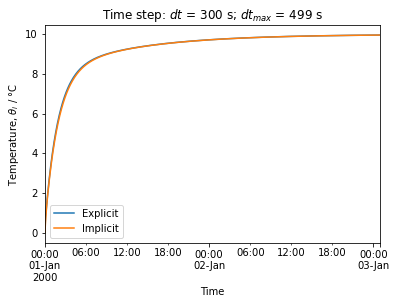 Time step: dt = 300 s; dt_max = 499 s
Temperature, θ_i / °C
10
8
6
4
2
0
Explicit
Implicit
00:00 06:00 12:00 18:00 00:00 06:00 12:00 18:00 00:00
01-Jan 02-Jan 03-Jan
2000
Time